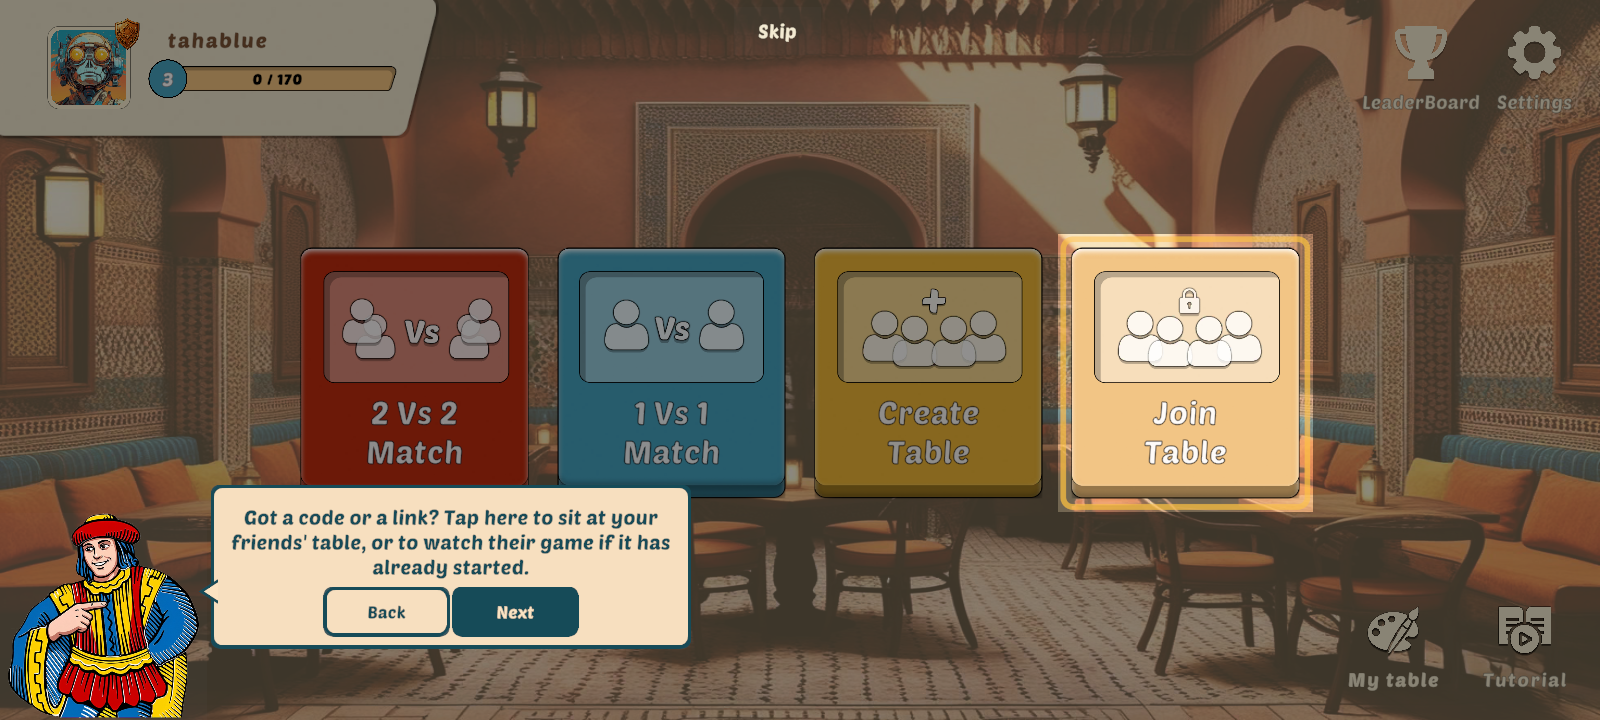 tahablue
3
0 / 170
Skip
LeaderBoard
Settings
Vs
2 Vs 2
Match
Vs
1 Vs 1
Match
Create
Table
Join
Table
Got a code or a link? Tap here to sit at your
friends' table, or to watch their game if it has
already started.
Back
Next
My table
Tutorial